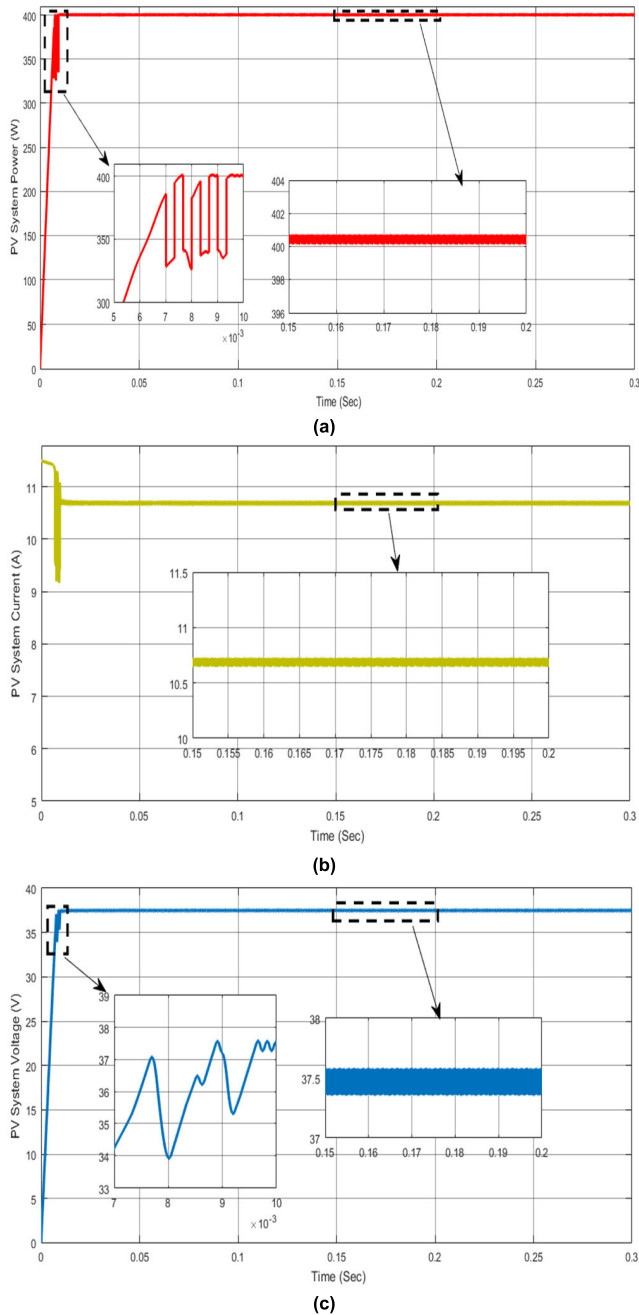 400
350
300
250
200
150
100
50
0
PV System Power (W)
400
350
300
5 6 7 8 9 10
×10⁻³
404
402
400
398
396
0.15 0.16 0.17 0.18 0.19 0.2
0 0.05 0.1 0.15 0.2 0.25 0.3
Time (Sec)
(a)
11
10
9
8
7
6
5
PV System Current (A)
11.5
11
10.5
10
0.15 0.155 0.16 0.165 0.17 0.175 0.18 0.185 0.19 0.195 0.2
0 0.05 0.1 0.15 0.2 0.25 0.3
Time (Sec)
(b)
40
35
30
25
20
15
10
5
0
PV System Voltage (V)
39
37
36
35
34
33
7 8 9 10
×10⁻³
38
37.5
37
0.15 0.16 0.17 0.18 0.19 0.2
0 0.05 0.1 0.15 0.2 0.25 0.3
Time (Sec)
(c)